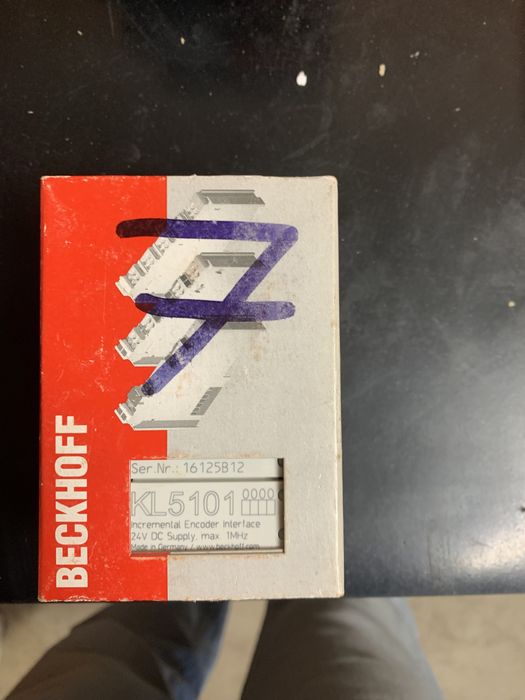 7
BECKHOFF
Ser.Nr.: 16125B12
KL5101 0000
Incremental Encoder Interface
24V DC Supply, max. 1MHz
Made in Germany / www.beckhoff.com